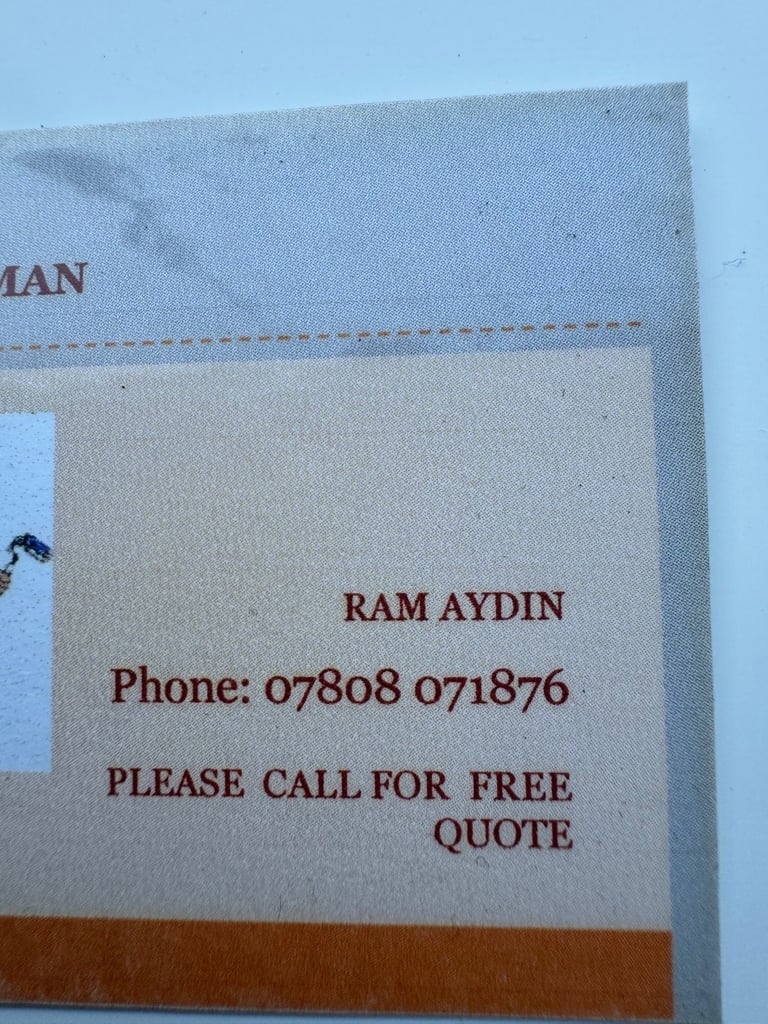 MAN
RAM AYDIN
Phone: 07808 071876
PLEASE CALL FOR FREE
QUOTE